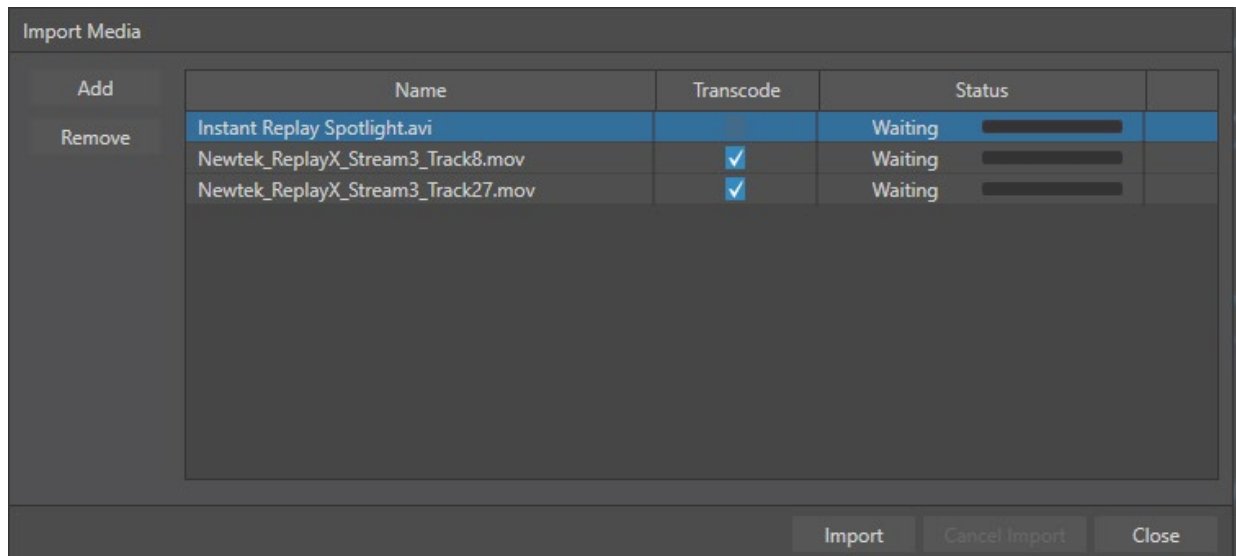 Import Media
Add
Remove
Name Transcode Status
Instant Replay Spotlight.avi Waiting
Newtek_ReplayX_Stream3_Track8.mov Waiting
Newtek_ReplayX_Stream3_Track27.mov Waiting
Import Cancel Import Close